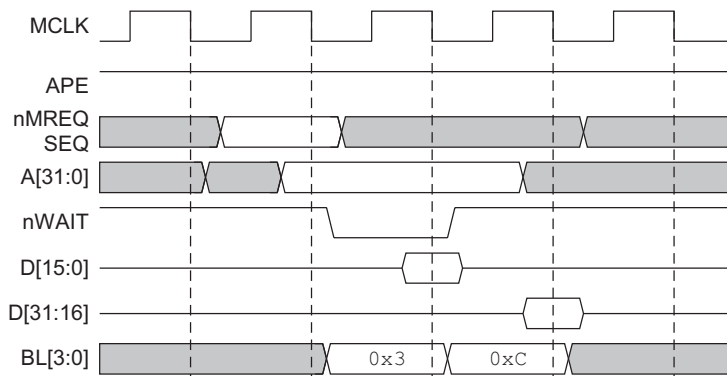 MCLK
APE
nMREQ
SEQ
A[31:0]
nWAIT
D[15:0]
D[31:16]
BL[3:0]
0x3
0xC